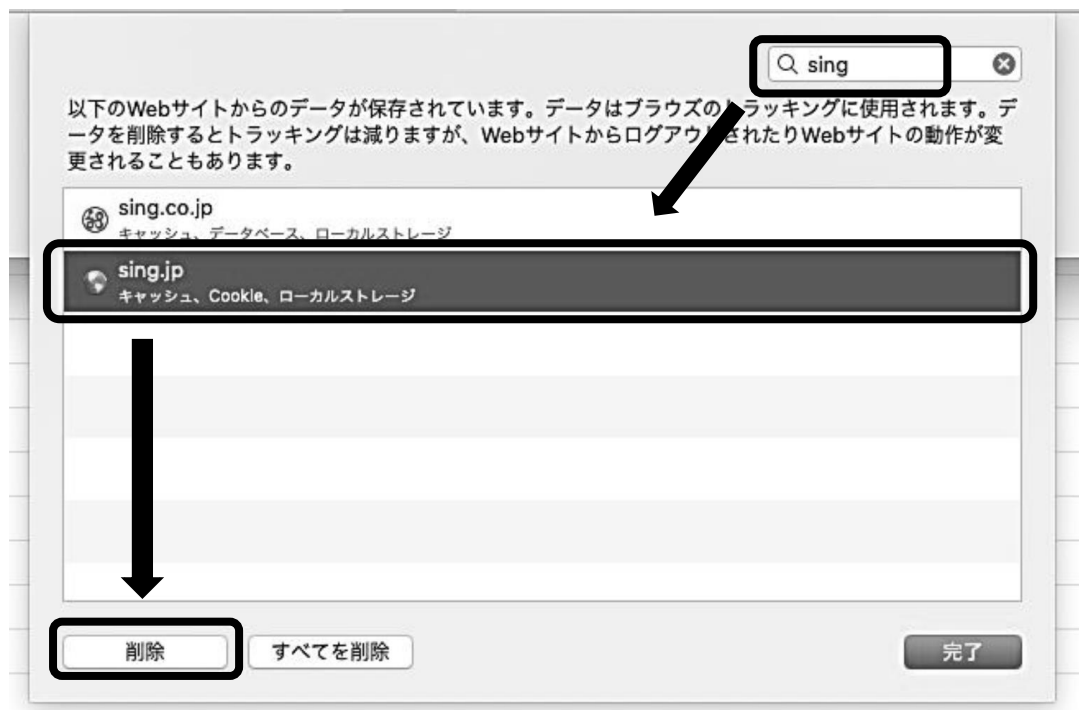 sing
以下のWebサイトからのデータが保存されています。データはブラウズのトラッキングに使用されます。デ
ータを削除するとトラッキングは減りますが、WebサイトからログアウトされたりWebサイトの動作が変
更されることもあります。
sing.co.jp
キャッシュ、データベース、ローカルストレージ
sing.jp
キャッシュ、Cookie、ローカルストレージ
削除 すべてを削除 完了